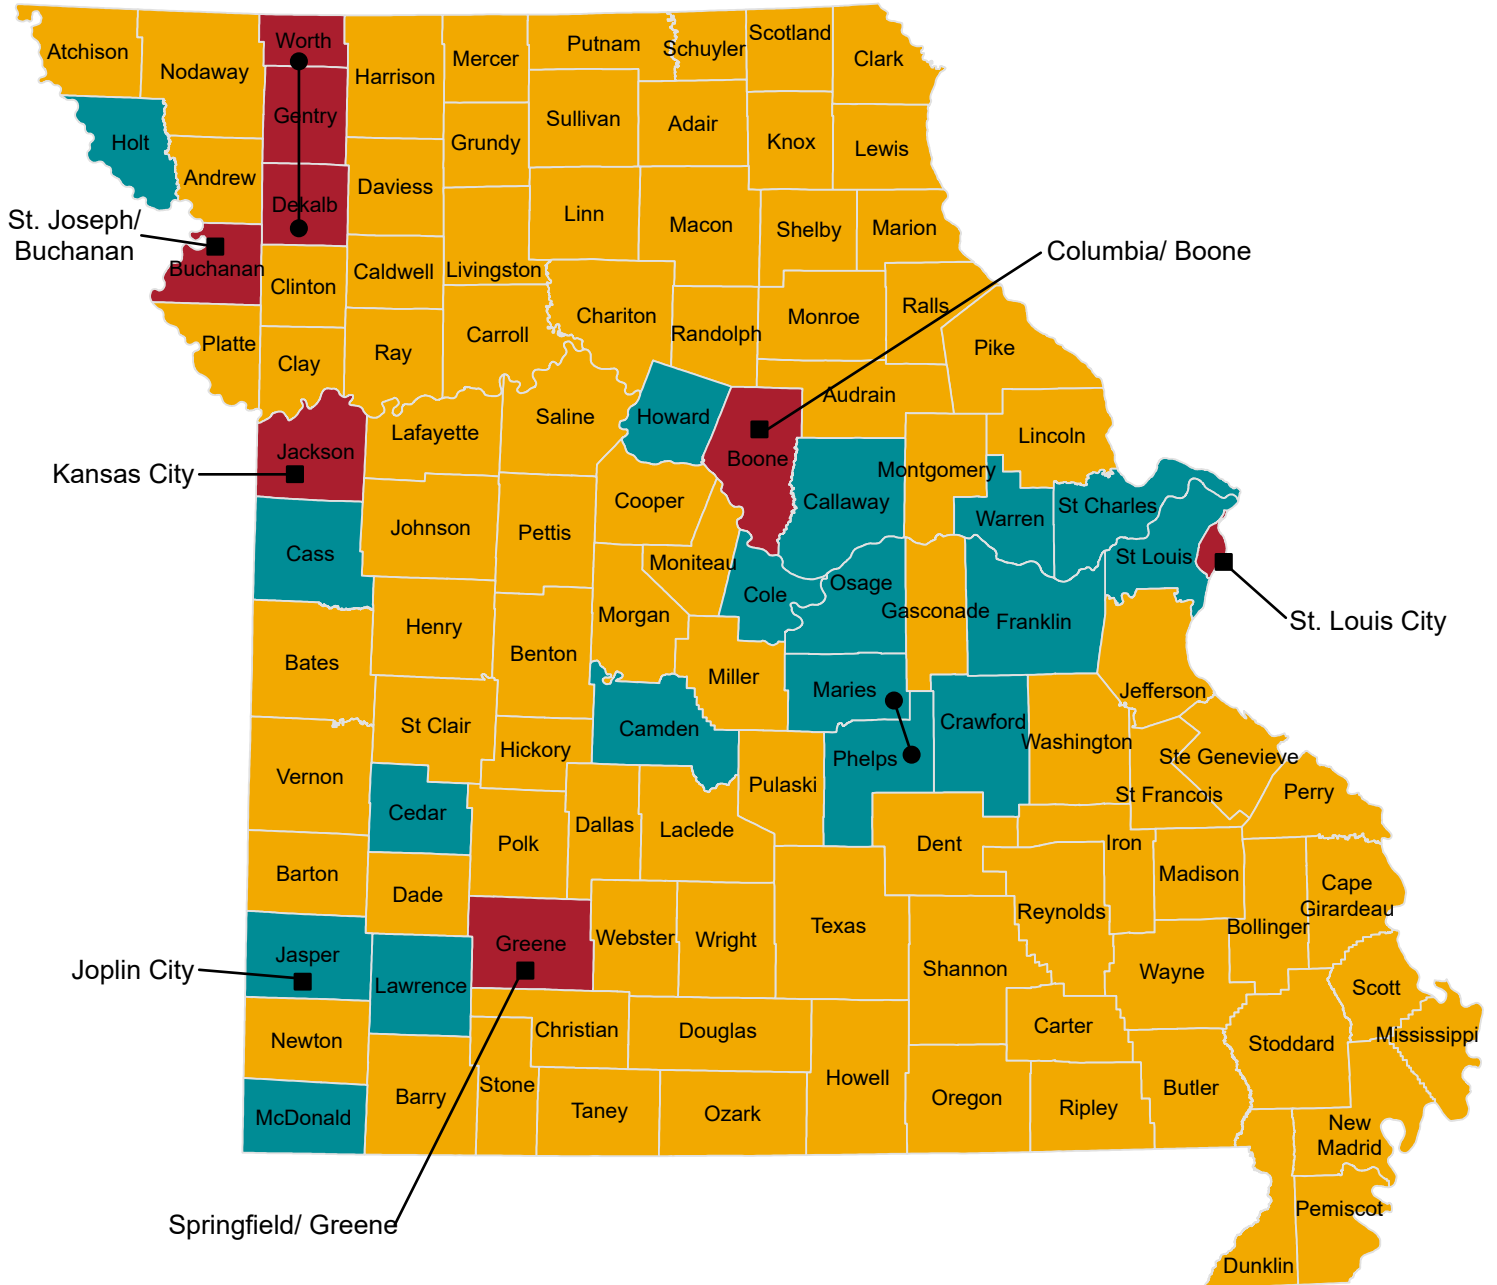 Atchison
Nodaway
Worth
Harrison
Mercer
Putnam
Schuyler
Scotland
Clark
Holt
Andrew
Gentry
Dekalb
Daviess
Grundy
Sullivan
Adair
Knox
Lewis
St. Joseph/
Buchanan
Buchanan
Clinton
Caldwell
Livingston
Linn
Macon
Shelby
Marion
Columbia/ Boone
Platte
Clay
Ray
Carroll
Chariton
Randolph
Monroe
Ralls
Pike
Audrain
Kansas City
Jackson
Lafayette
Saline
Howard
Boone
Callaway
Montgomery
Lincoln
Warren
St Charles
St Louis
St. Louis City
Cass
Johnson
Pettis
Cooper
Moniteau
Cole
Osage
Gasconade
Franklin
Jefferson
Bates
Henry
Benton
Morgan
Miller
Maries
Phelps
Crawford
Washington
Ste Genevieve
St Francois
Perry
Vernon
St Clair
Hickory
Camden
Pulaski
Cedar
Polk
Dallas
Laclede
Dent
Iron
Madison
Cape
Girardeau
Bollinger
Barton
Dade
Greene
Webster
Wright
Texas
Shannon
Reynolds
Wayne
Scott
Mississippi
Joplin City
Jasper
Lawrence
Newton
Christian
Douglas
Howell
Carter
Stoddard
McDonald
Barry
Stone
Taney
Ozark
Oregon
Ripley
Butler
New
Madrid
Pemiscot
Dunklin
Springfield/ Greene